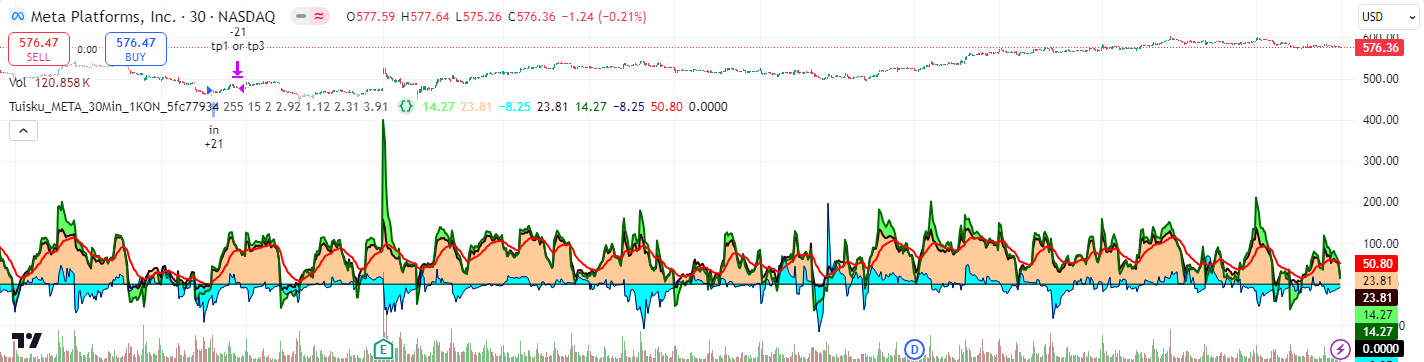 Meta Platforms, Inc. · 30 · NASDAQ O577.59 H577.64 L575.26 C576.36 −1.24 (−0.21%)
USD
-21
576.47 SELL
0.00
576.47 BUY
tp1 or tp3
600.00
576.36
Vol 120.858 K
500.00
Tuisku_META_30Min_1KON_5fc77934 255 15 2 2.92 1.12 2.31 3.91 14.27 23.81 −8.25 23.81 14.27 −8.25 50.80 0.0000
400.00
in
+21
300.00
200.00
100.00
50.80
23.81
23.81
14.27
14.27
0.0000
E
D